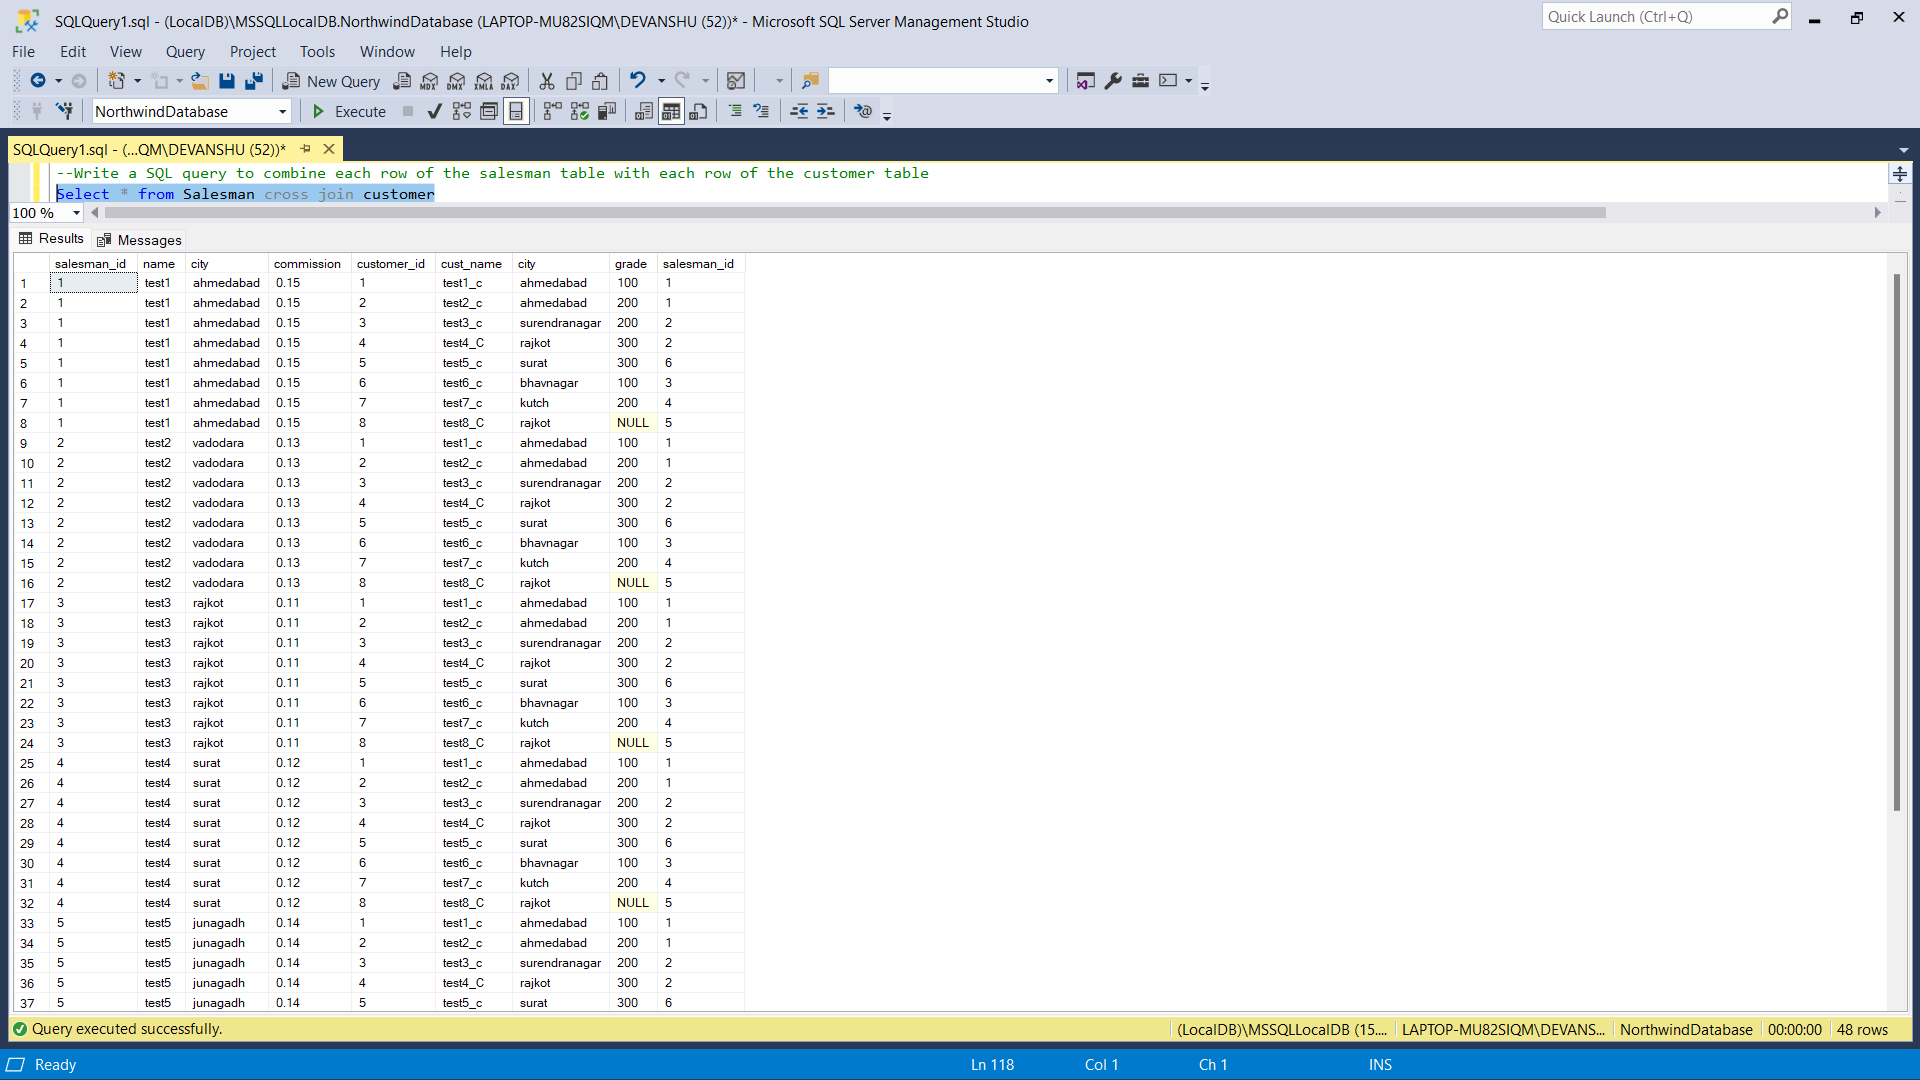 SQLQuery1.sql - (LocalDB)\MSSQLLocalDB.NorthwindDatabase (LAPTOP-MU82SIQM\DEVANSHU (52))* - Microsoft SQL Server Management Studio
Quick Launch (Ctrl+Q)
File Edit View Query Project Tools Window Help
New Query MDX DMX XMLA DAX
NorthwindDatabase Execute
SQLQuery1.sql - (...QM\DEVANSHU (52))*
--Write a SQL query to combine each row of the salesman table with each row of the customer table
Select * from Salesman cross join customer
100 %
Results Messages
salesman_id name city commission customer_id cust_name city grade salesman_id
1 1 test1 ahmedabad 0.15 1 test1_c ahmedabad 100 1
2 1 test1 ahmedabad 0.15 2 test2_c ahmedabad 200 1
3 1 test1 ahmedabad 0.15 3 test3_c surendranagar 200 2
4 1 test1 ahmedabad 0.15 4 test4_C rajkot 300 2
5 1 test1 ahmedabad 0.15 5 test5_c surat 300 6
6 1 test1 ahmedabad 0.15 6 test6_c bhavnagar 100 3
7 1 test1 ahmedabad 0.15 7 test7_c kutch 200 4
8 1 test1 ahmedabad 0.15 8 test8_C rajkot NULL 5
9 2 test2 vadodara 0.13 1 test1_c ahmedabad 100 1
10 2 test2 vadodara 0.13 2 test2_c ahmedabad 200 1
11 2 test2 vadodara 0.13 3 test3_c surendranagar 200 2
12 2 test2 vadodara 0.13 4 test4_C rajkot 300 2
13 2 test2 vadodara 0.13 5 test5_c surat 300 6
14 2 test2 vadodara 0.13 6 test6_c bhavnagar 100 3
15 2 test2 vadodara 0.13 7 test7_c kutch 200 4
16 2 test2 vadodara 0.13 8 test8_C rajkot NULL 5
17 3 test3 rajkot 0.11 1 test1_c ahmedabad 100 1
18 3 test3 rajkot 0.11 2 test2_c ahmedabad 200 1
19 3 test3 rajkot 0.11 3 test3_c surendranagar 200 2
20 3 test3 rajkot 0.11 4 test4_C rajkot 300 2
21 3 test3 rajkot 0.11 5 test5_c surat 300 6
22 3 test3 rajkot 0.11 6 test6_c bhavnagar 100 3
23 3 test3 rajkot 0.11 7 test7_c kutch 200 4
24 3 test3 rajkot 0.11 8 test8_C rajkot NULL 5
25 4 test4 surat 0.12 1 test1_c ahmedabad 100 1
26 4 test4 surat 0.12 2 test2_c ahmedabad 200 1
27 4 test4 surat 0.12 3 test3_c surendranagar 200 2
28 4 test4 surat 0.12 4 test4_C rajkot 300 2
29 4 test4 surat 0.12 5 test5_c surat 300 6
30 4 test4 surat 0.12 6 test6_c bhavnagar 100 3
31 4 test4 surat 0.12 7 test7_c kutch 200 4
32 4 test4 surat 0.12 8 test8_C rajkot NULL 5
33 5 test5 junagadh 0.14 1 test1_c ahmedabad 100 1
34 5 test5 junagadh 0.14 2 test2_c ahmedabad 200 1
35 5 test5 junagadh 0.14 3 test3_c surendranagar 200 2
36 5 test5 junagadh 0.14 4 test4_C rajkot 300 2
37 5 test5 junagadh 0.14 5 test5_c surat 300 6
Query executed successfully. (LocalDB)\MSSQLLocalDB (15.... LAPTOP-MU82SIQM\DEVANS... NorthwindDatabase 00:00:00 48 rows
Ready Ln 118 Col 1 Ch 1 INS